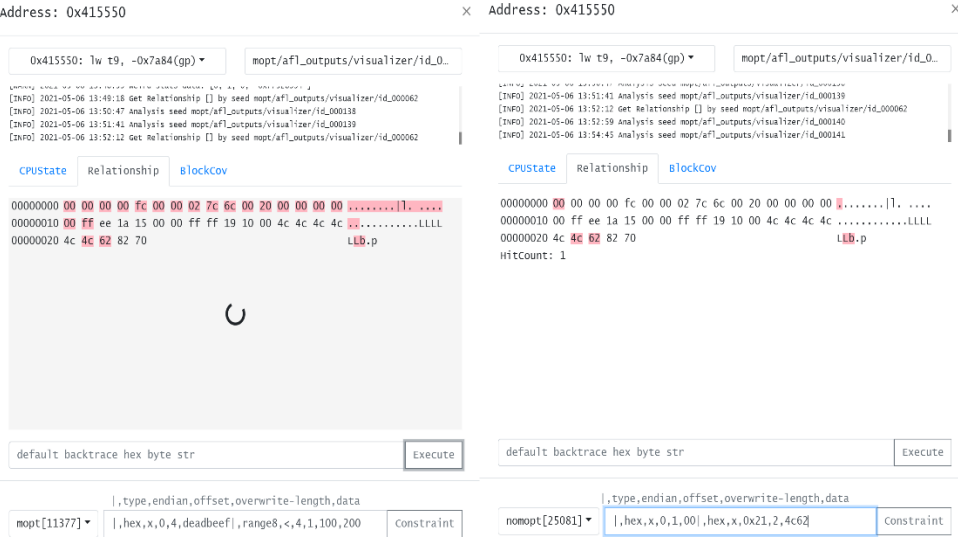 Address: 0x415550 ×
0x415550: lw t9, -0x7a84(gp)
mopt/afl_outputs/visualizer/id_0…
[INFO] 2021-05-06 13:49:18 Get Relationship [] by seed mopt/afl_outputs/visualizer/id_000062
[INFO] 2021-05-06 13:50:47 Analysis seed mopt/afl_outputs/visualizer/id_000138
[INFO] 2021-05-06 13:51:41 Analysis seed mopt/afl_outputs/visualizer/id_000139
[INFO] 2021-05-06 13:52:12 Get Relationship [] by seed mopt/afl_outputs/visualizer/id_000062
CPUState Relationship BlockCov
00000000 00 00 00 00 fc 00 00 02 7c 6c 00 20 00 00 00 00 ........|l. ....
00000010 00 ff ee 1a 15 00 00 ff ff 19 10 00 4c 4c 4c 4c ............LLLL
00000020 4c 4c 62 82 70 LLb.p
default backtrace hex byte str
Execute
|,type,endian,offset,overwrite-length,data
mopt[11377]
|,hex,x,0,4,deadbeef|,range8,<,4,1,100,200
Constraint
Address: 0x415550 ×
0x415550: lw t9, -0x7a84(gp)
mopt/afl_outputs/visualizer/id_0…
[INFO] 2021-05-06 13:51:41 Analysis seed mopt/afl_outputs/visualizer/id_000139
[INFO] 2021-05-06 13:52:12 Get Relationship [] by seed mopt/afl_outputs/visualizer/id_000062
[INFO] 2021-05-06 13:52:59 Analysis seed mopt/afl_outputs/visualizer/id_000140
[INFO] 2021-05-06 13:54:45 Analysis seed mopt/afl_outputs/visualizer/id_000141
CPUState Relationship BlockCov
00000000 00 00 00 00 fc 00 00 02 7c 6c 00 20 00 00 00 00 ........|l. ....
00000010 00 ff ee 1a 15 00 00 ff ff 19 10 00 4c 4c 4c 4c ............LLLL
00000020 4c 4c 62 82 70 LLb.p
HitCount: 1
default backtrace hex byte str
Execute
|,type,endian,offset,overwrite-length,data
nomopt[25081]
|,hex,x,0,1,00|,hex,x,0x21,2,4c62
Constraint